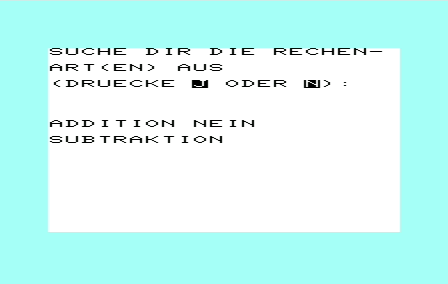 SUCHE DIR DIE RECHEN-
ART(EN) AUS
(DRUECKE J ODER N):
ADDITION NEIN
SUBTRAKTION